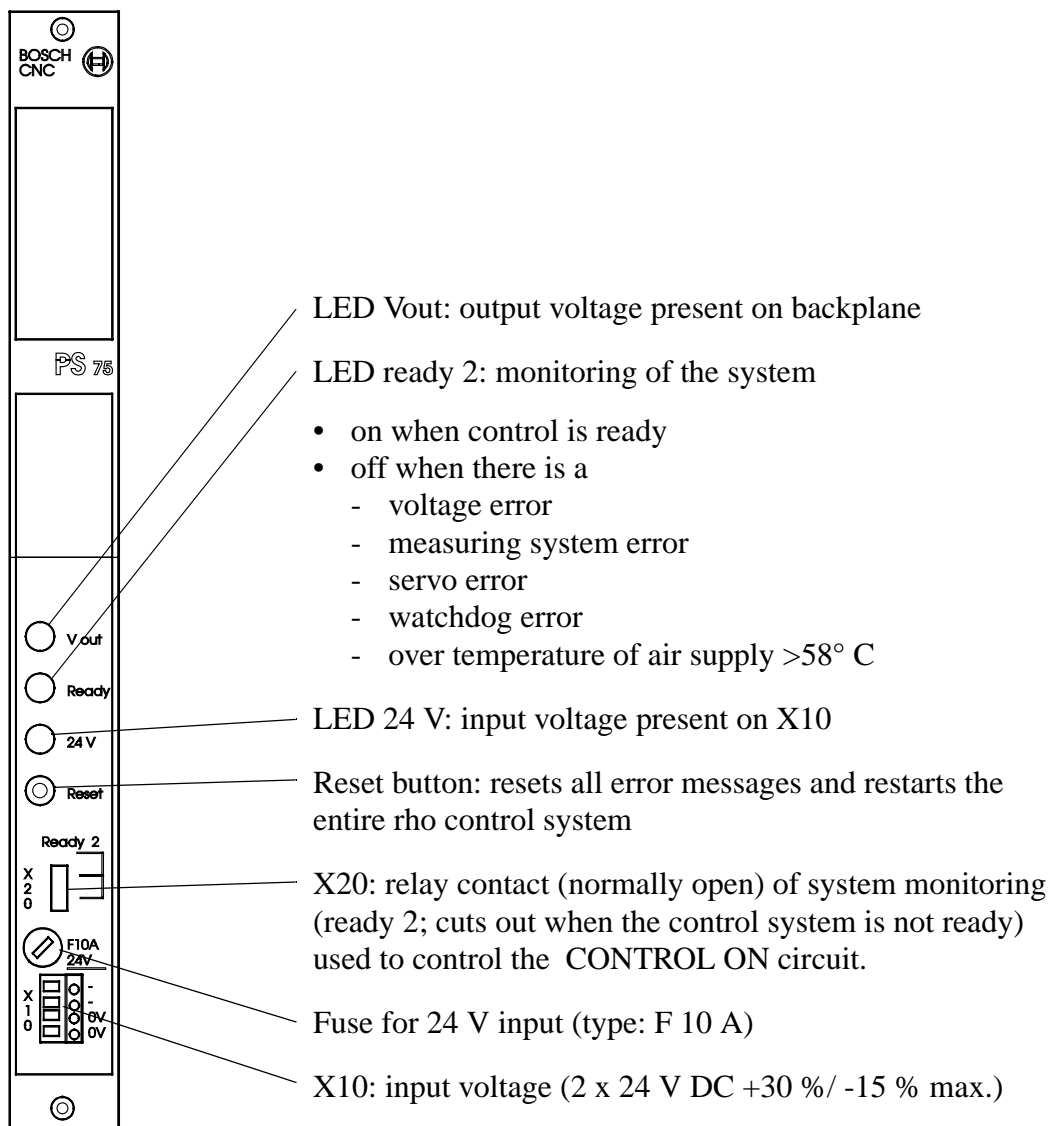 BOSCH
CNC
PS 75
LED Vout: output voltage present on backplane
LED ready 2: monitoring of the system
• on when control is ready
• off when there is a
- voltage error
- measuring system error
- servo error
- watchdog error
- over temperature of air supply >58° C
V out
Ready
LED 24 V: input voltage present on X10
24 V
Reset button: resets all error messages and restarts the
entire rho control system
Reset
Ready 2
X20
X20: relay contact (normally open) of system monitoring
(ready 2; cuts out when the control system is not ready)
used to control the CONTROL ON circuit.
F10A
24V
X10
-
-
0V
0V
Fuse for 24 V input (type: F 10 A)
X10: input voltage (2 x 24 V DC +30 %/ -15 % max.)